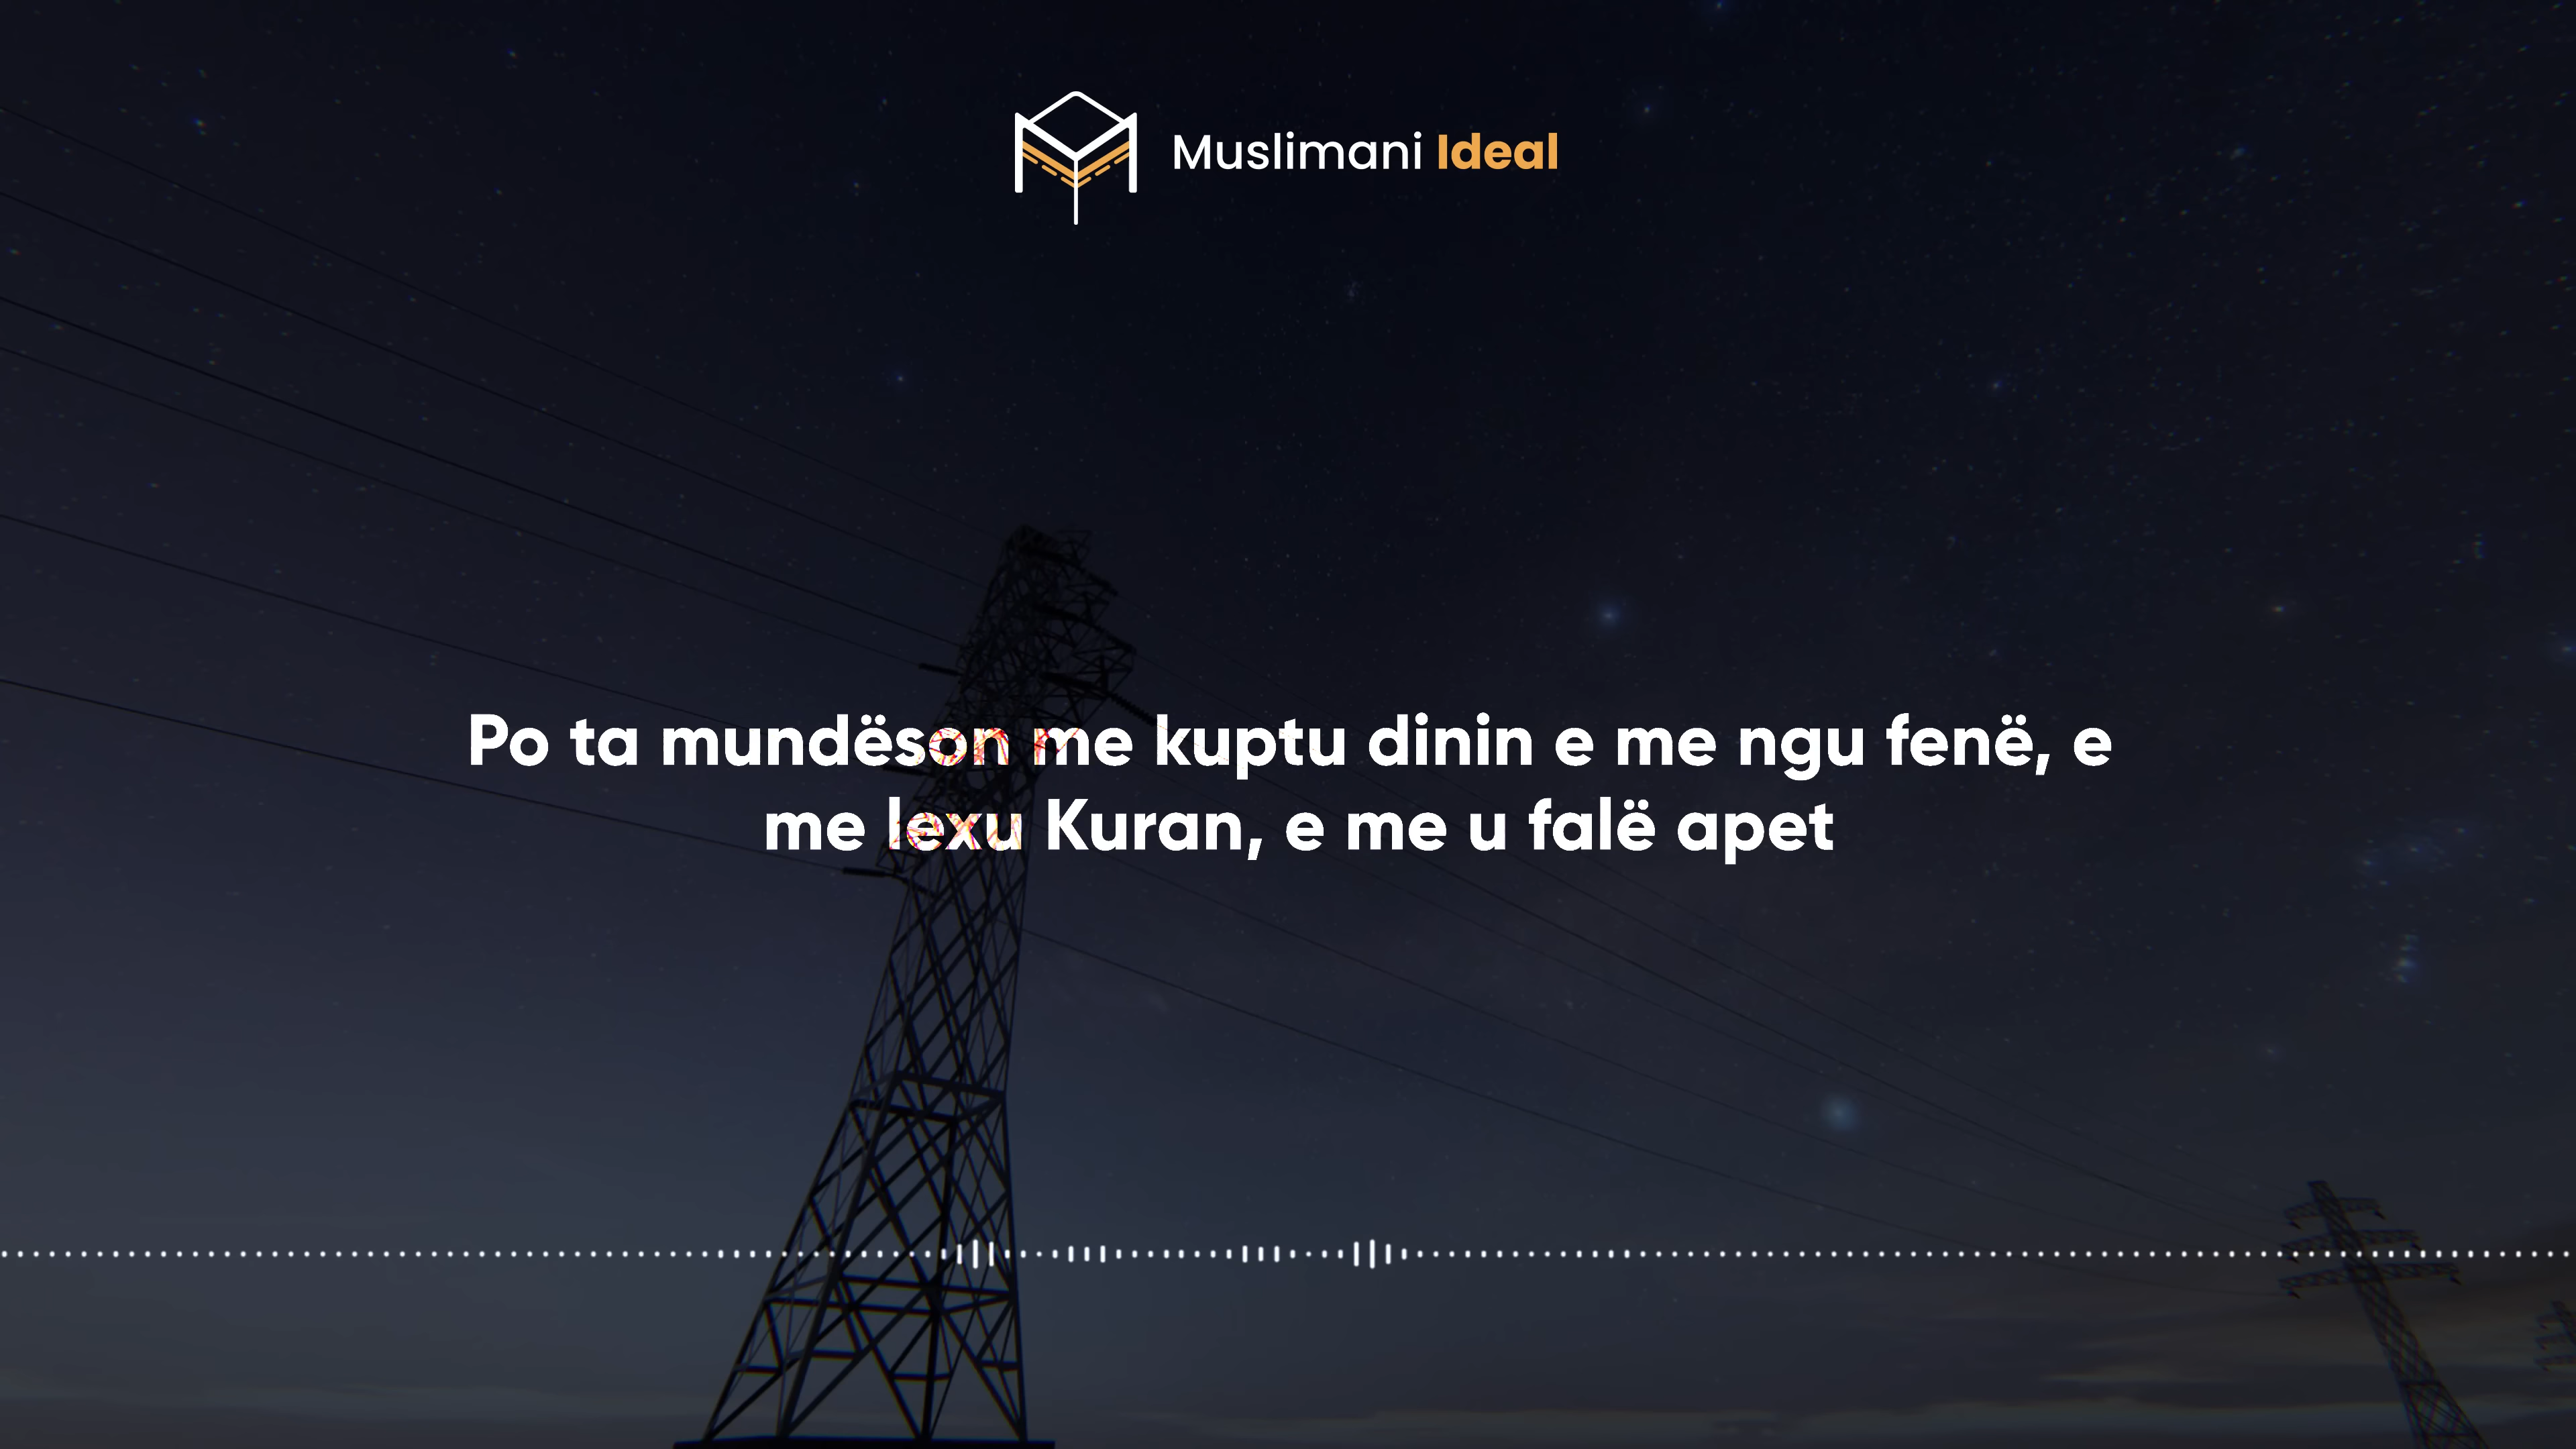 Muslimani Ideal
Po ta mundëson me kuptu dinin e me ngu fenë, e
me lexu Kuran, e me u falë apet